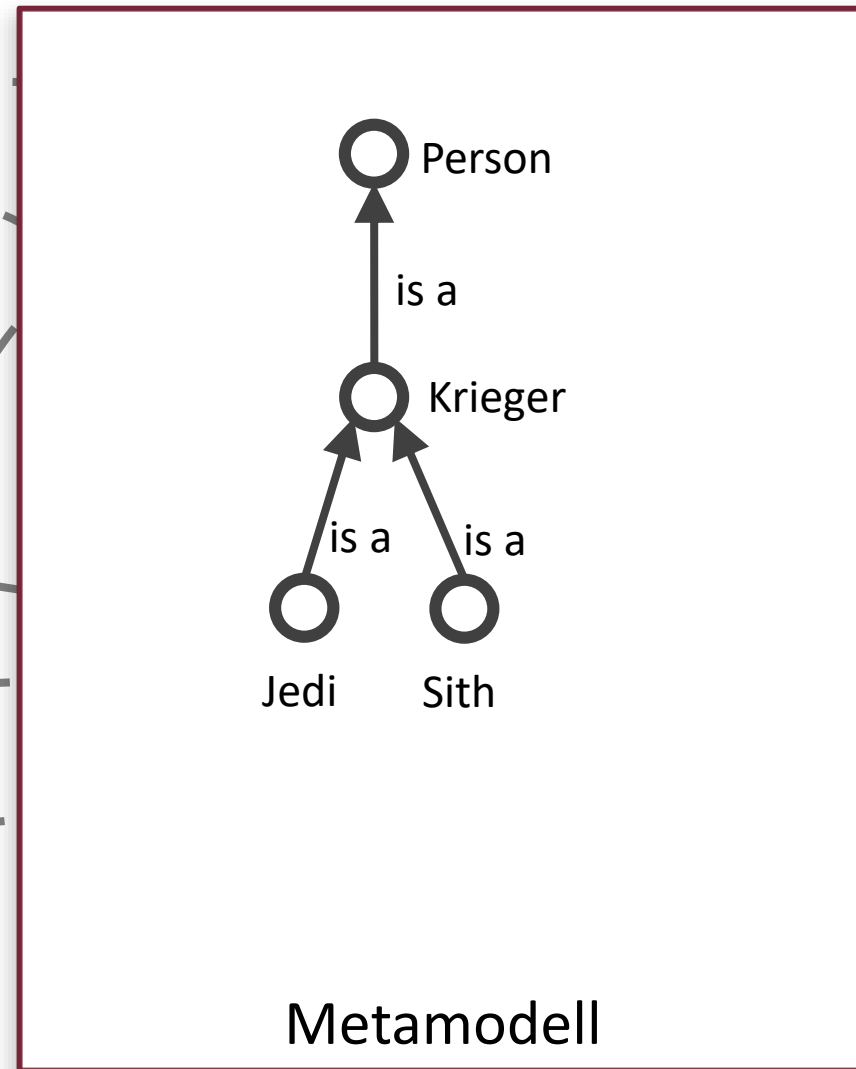 Person
is a
Krieger
is a
is a
Jedi
Sith
Metamodell